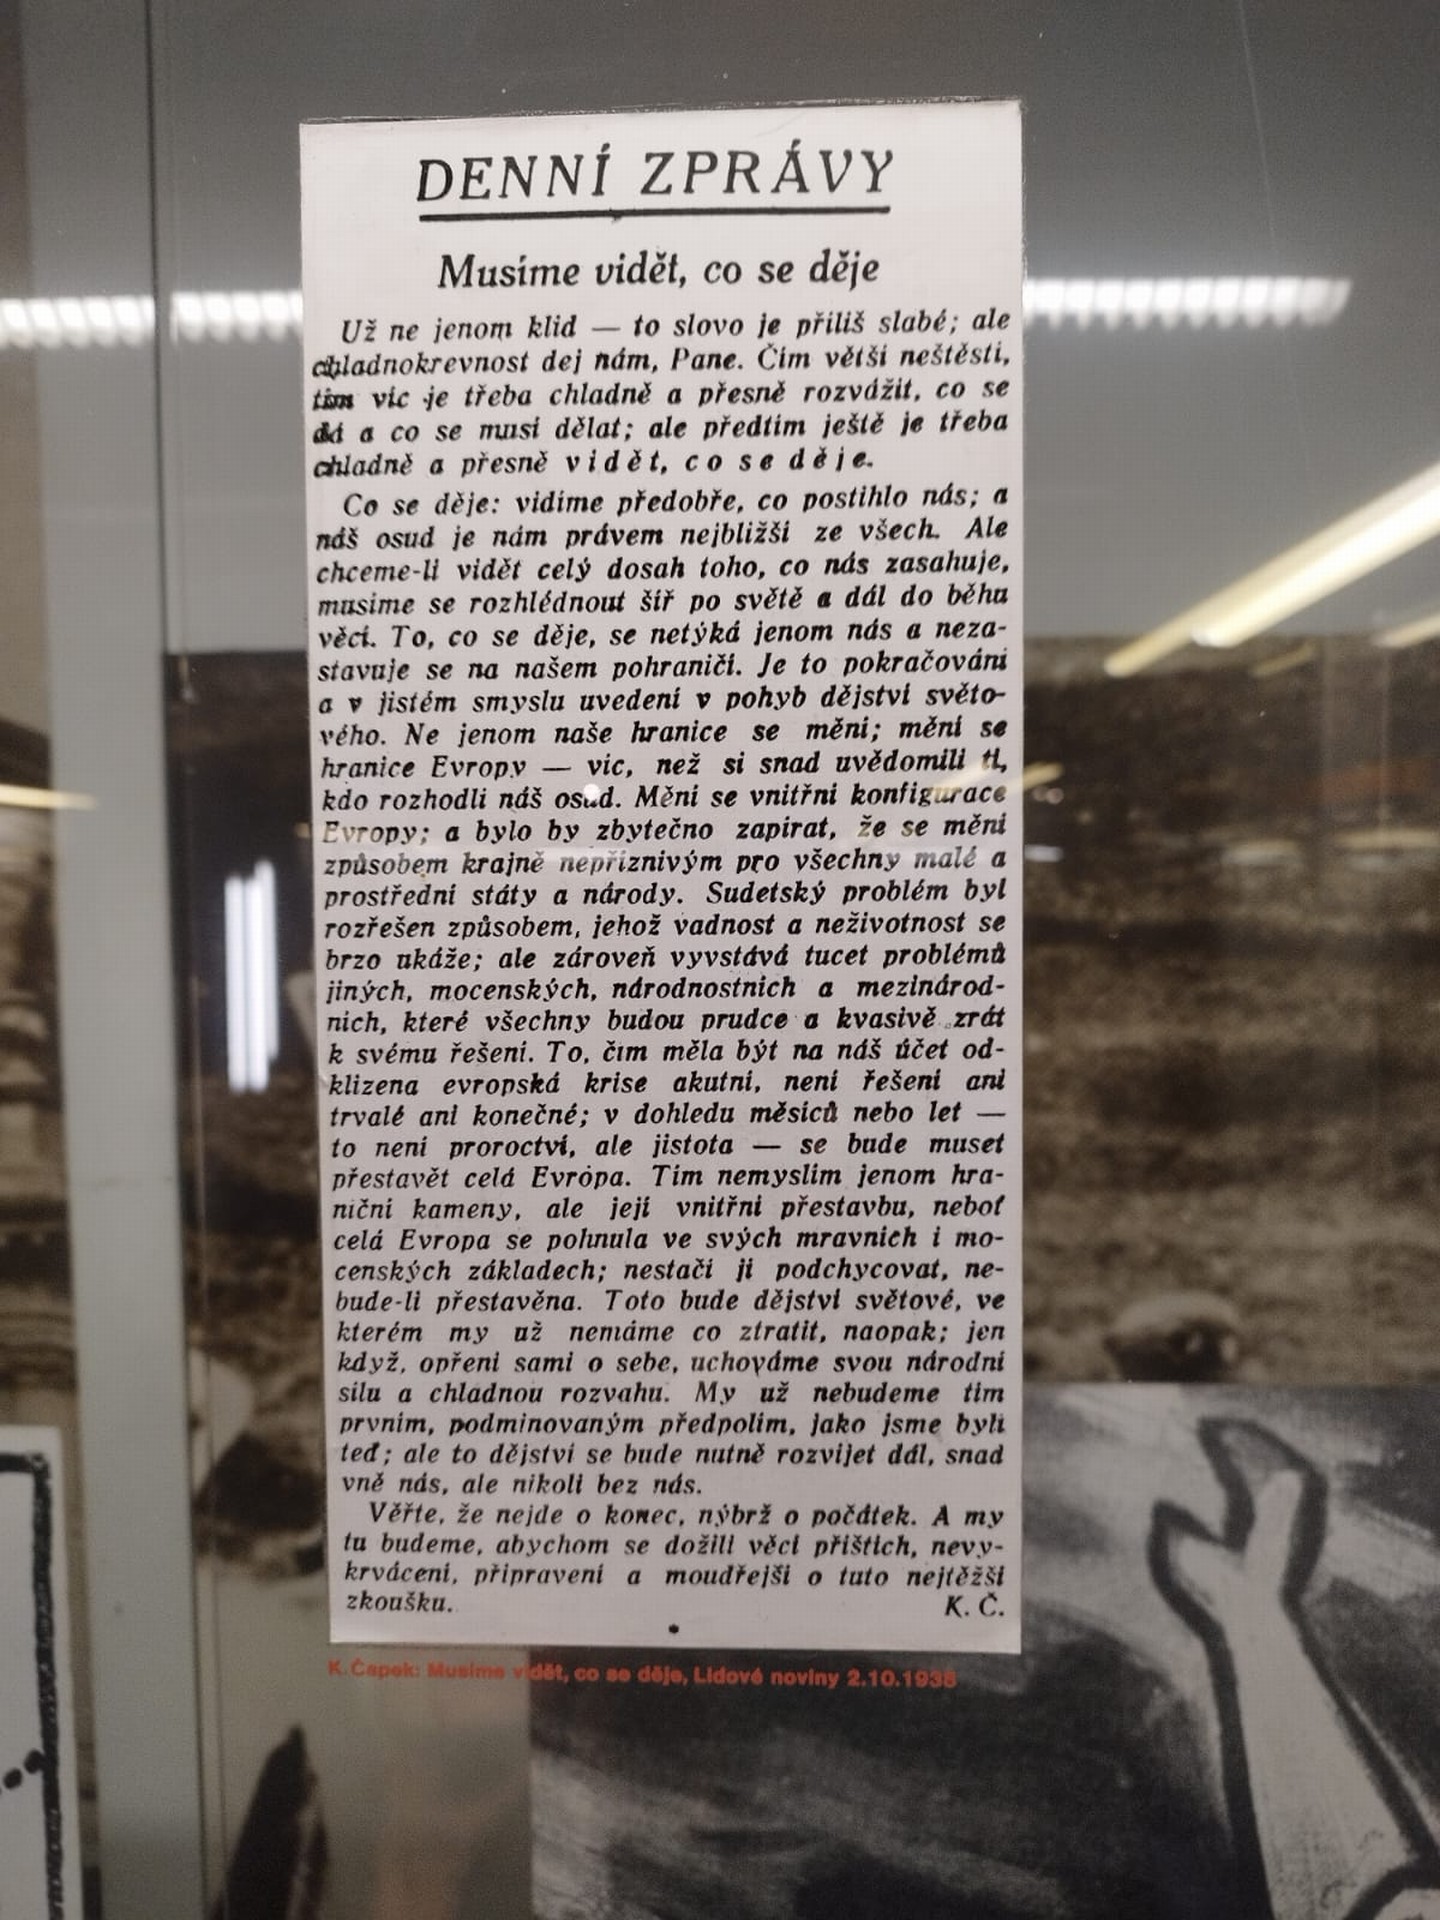 DENNÍ ZPRÁVY
Musíme vidět, co se děje
Už ne jenom klid — to slovo je příliš slabé; ale
chladnokrevnost dej nám, Pane. Čím větší neštěstí,
tím víc je třeba chladně a přesně rozvážit, co se
dá a co se musí dělat; ale předtím ještě je třeba
chladně a přesně vidět, co se děje.
Co se děje: vidíme předobře, co postihlo nás; a
náš osud je nám právem nejbližší ze všech. Ale
chceme-li vidět celý dosah toho, co nás zasahuje,
musíme se rozhlédnout šíř po světě a dál do běhu
věcí. To, co se děje, se netýká jenom nás a neza-
stavuje se na našem pohraničí. Je to pokračování
a v jistém smyslu uvedení v pohyb dějství světo-
vého. Ne jenom naše hranice se mění; mění se
hranice Evropy — víc, než si snad uvědomili ti,
kdo rozhodli náš osud. Mění se vnitřní konfigurace
Evropy; a bylo by zbytečno zapírat, že se mění
způsobem krajně nepříznivým pro všechny malé a
prostřední státy a národy. Sudetský problém byl
rozřešen způsobem, jehož vadnost a neživotnost se
brzo ukáže; ale zároveň vyvstává tucet problémů
jiných, mocenských, národnostních a mezinárod-
ních, které všechny budou prudce a kvasivě zrát
k svému řešení. To, čím měla být na náš účet od-
klizena evropská krise akutní, není řešení ani
trvalé ani konečné; v dohledu měsíců nebo let —
to není proroctví, ale jistota — se bude muset
přestavět celá Evropa. Tím nemyslím jenom hra-
niční kameny, ale její vnitřní přestavbu, neboť
celá Evropa se pohnula ve svých mravních i mo-
cenských základech; nestačí ji podchycovat, ne-
bude-li přestavěna. Toto bude dějství světové, ve
kterém my už nemáme co ztratit, naopak; jen
když, opřeni sami o sebe, uchováme svou národní
sílu a chladnou rozvahu. My už nebudeme tím
prvním, podminovaným předpolím, jako jsme byli
teď; ale to dějství se bude nutně rozvíjet dál, snad
vně nás, ale nikoli bez nás.
Věřte, že nejde o konec, nýbrž o počátek. A my
tu budeme, abychom se dožili věcí příštích, nevy-
krváceni, připraveni a moudřejší o tuto nejtěžší
zkoušku. K. Č.
K. Čapek: Musíme vidět, co se děje, Lidové noviny 2.10.1938